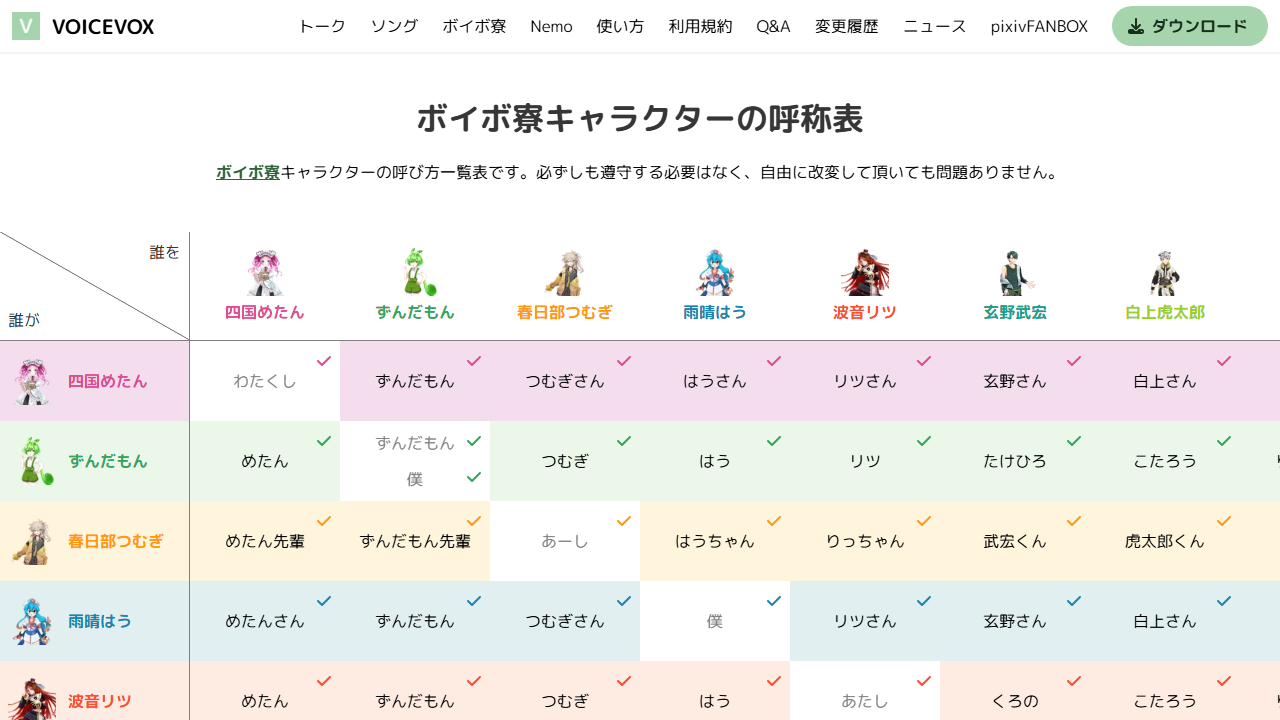 V VOICEVOX トーク ソング ボイボ寮 Nemo 使い方 利用規約 Q&A 変更履歴 ニュース pixivFANBOX ダウンロード
ボイボ寮キャラクターの呼称表
ボイボ寮キャラクターの呼び方一覧表です。必ずしも遵守する必要はなく、自由に改変して頂いても問題ありません。
誰を
誰が
四国めたん ずんだもん 春日部つむぎ 雨晴はう 波音リツ 玄野武宏 白上虎太郎
四国めたん わたくし ずんだもん つむぎさん はうさん リツさん 玄野さん 白上さん
ずんだもん めたん ずんだもん 僕 つむぎ はう リツ たけひろ こたろう
春日部つむぎ めたん先輩 ずんだもん先輩 あーし はうちゃん りっちゃん 武宏くん 虎太郎くん
雨晴はう めたんさん ずんだもん つむぎさん 僕 リツさん 玄野さん 白上さん
波音リツ めたん ずんだもん つむぎ はう あたし くろの こたろう